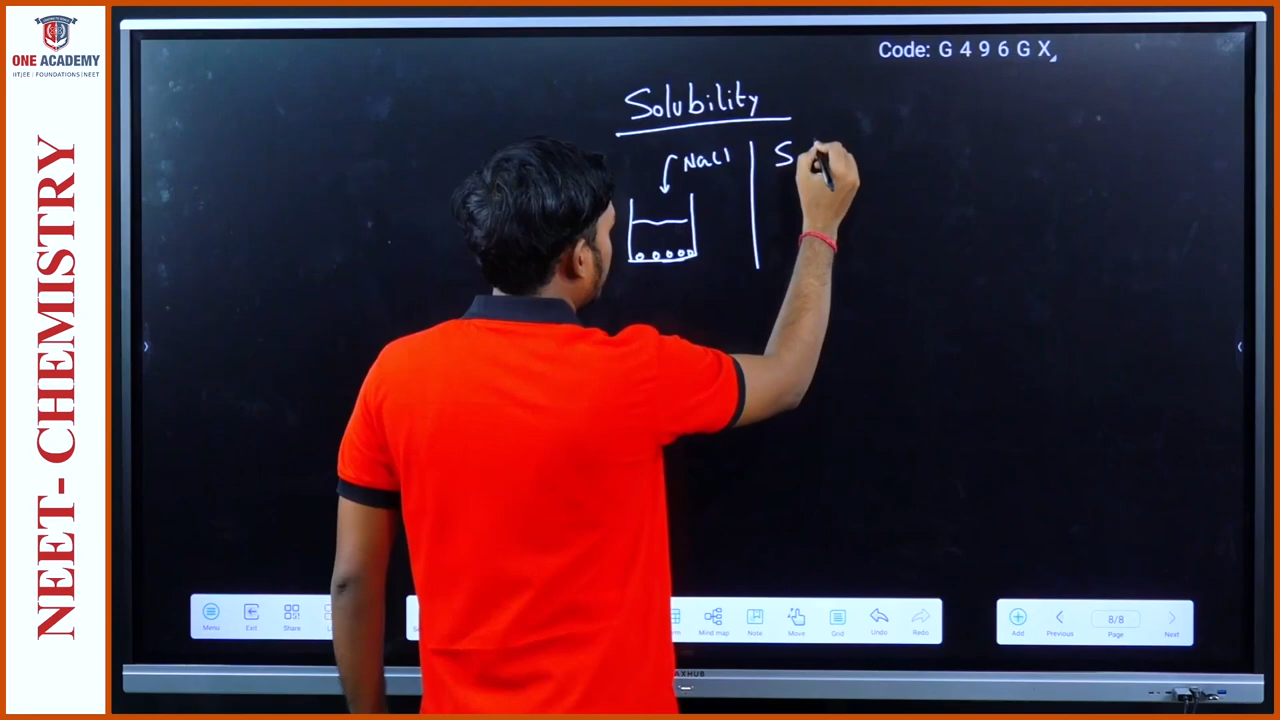 ONE ACADEMY
IIT|JEE | FOUNDATIONS|NEET
NEET- CHEMISTRY
Code: G 4 9 6 G X
Solubility
NaCl
S
Menu
Exit
Share
Mind map
Note
Move
Grid
Undo
Redo
Add
Previous
8/8
Page
Next
AXHUB